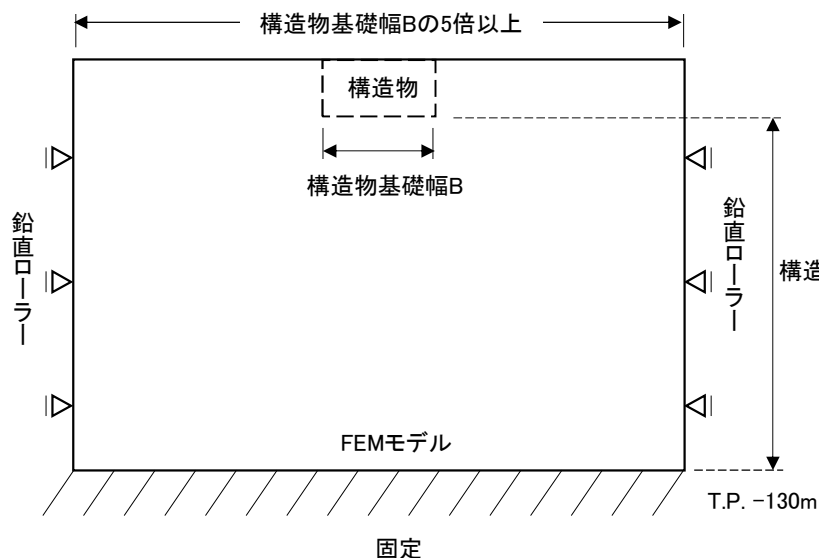 構造物基礎幅Bの5倍以上
構造物
構造物基礎幅B
鉛直ローラー
鉛直ローラー
構造
FEMモデル
T.P. -130m
固定